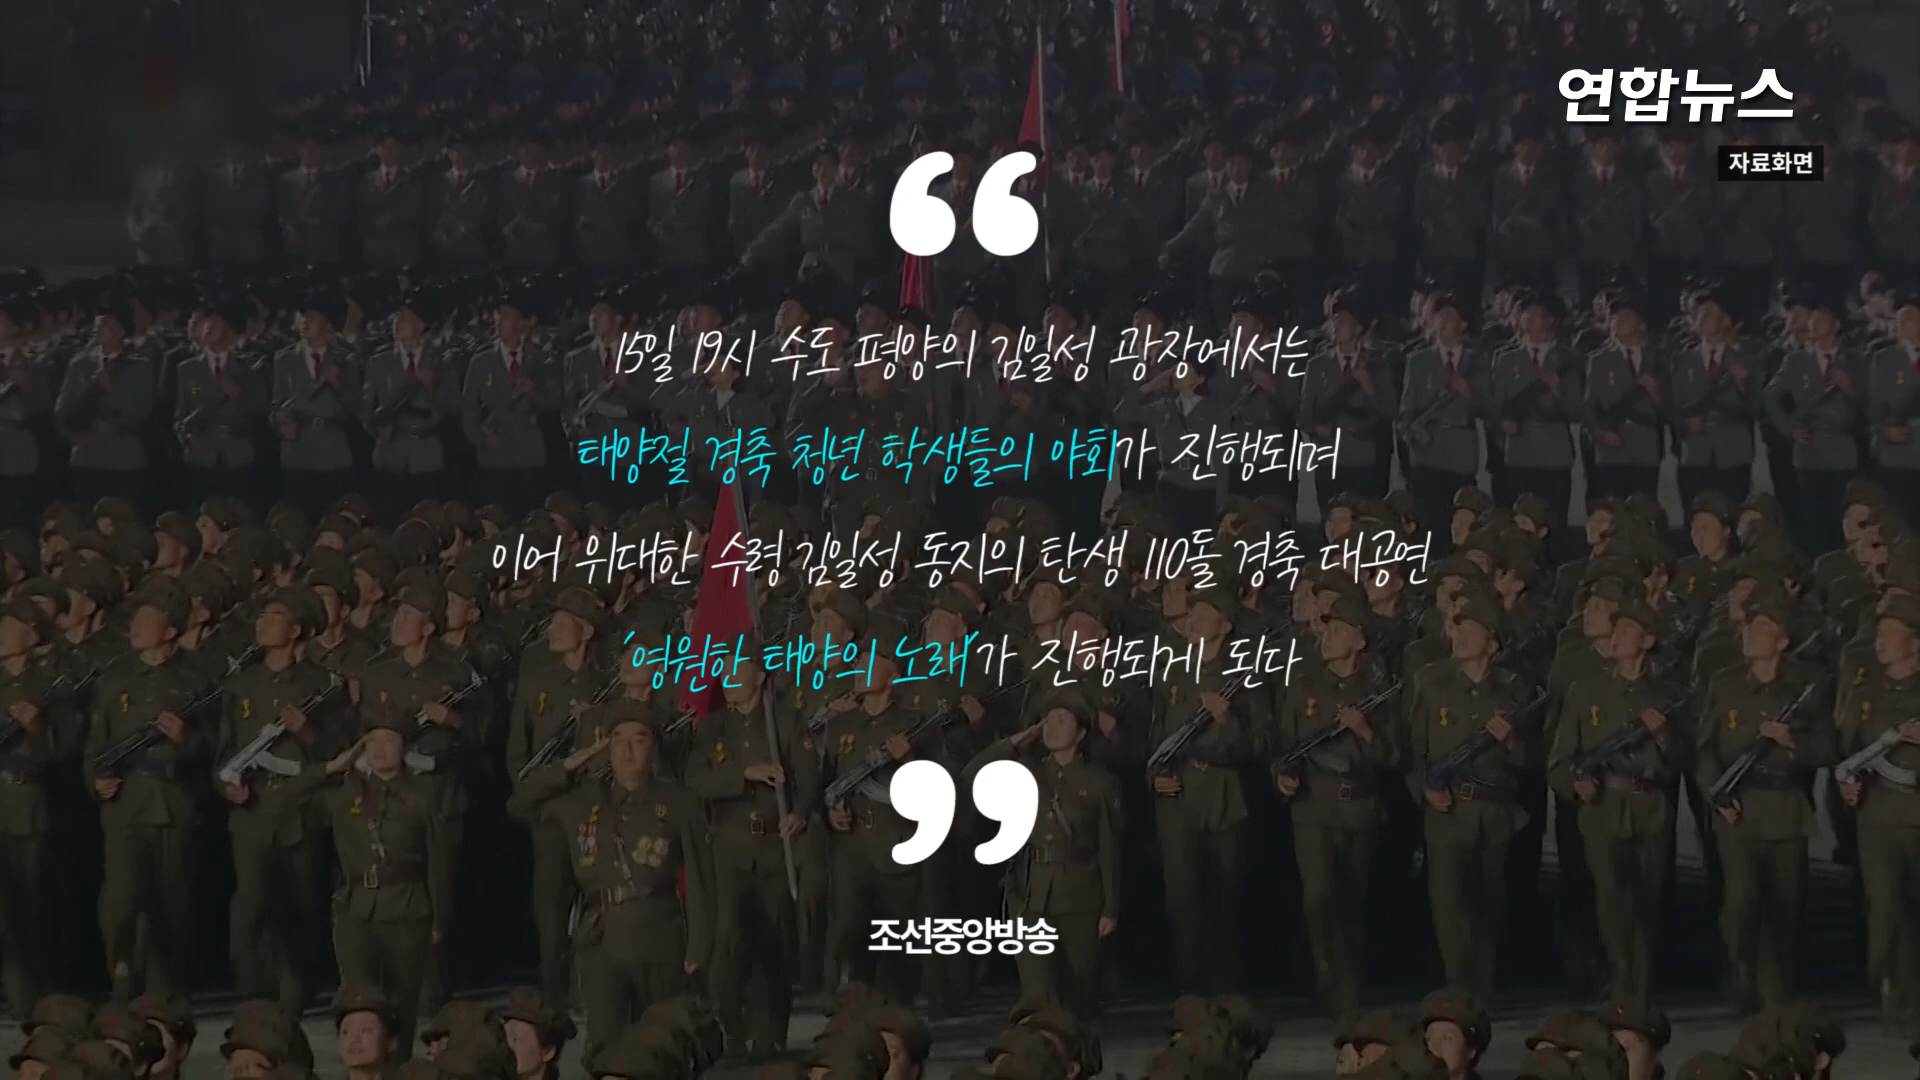 연합뉴스
자료화면
“
15일 19시 수도 평양의 김일성 광장에서는
태양절 경축 청년 학생들의 야회가 진행되며
이어 위대한 수령 김일성 동지의 탄생 110돌 경축 대공연
'영원한 태양의 노래'가 진행되게 된다
”
조선중앙방송